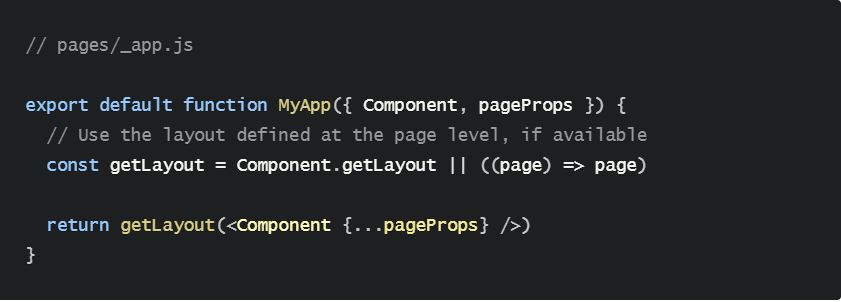 // pages/_app.js
export default function MyApp({ Component, pageProps }) {
// Use the layout defined at the page level, if available
const getLayout = Component.getLayout || ((page) => page)
return getLayout(<Component {...pageProps} />)
}